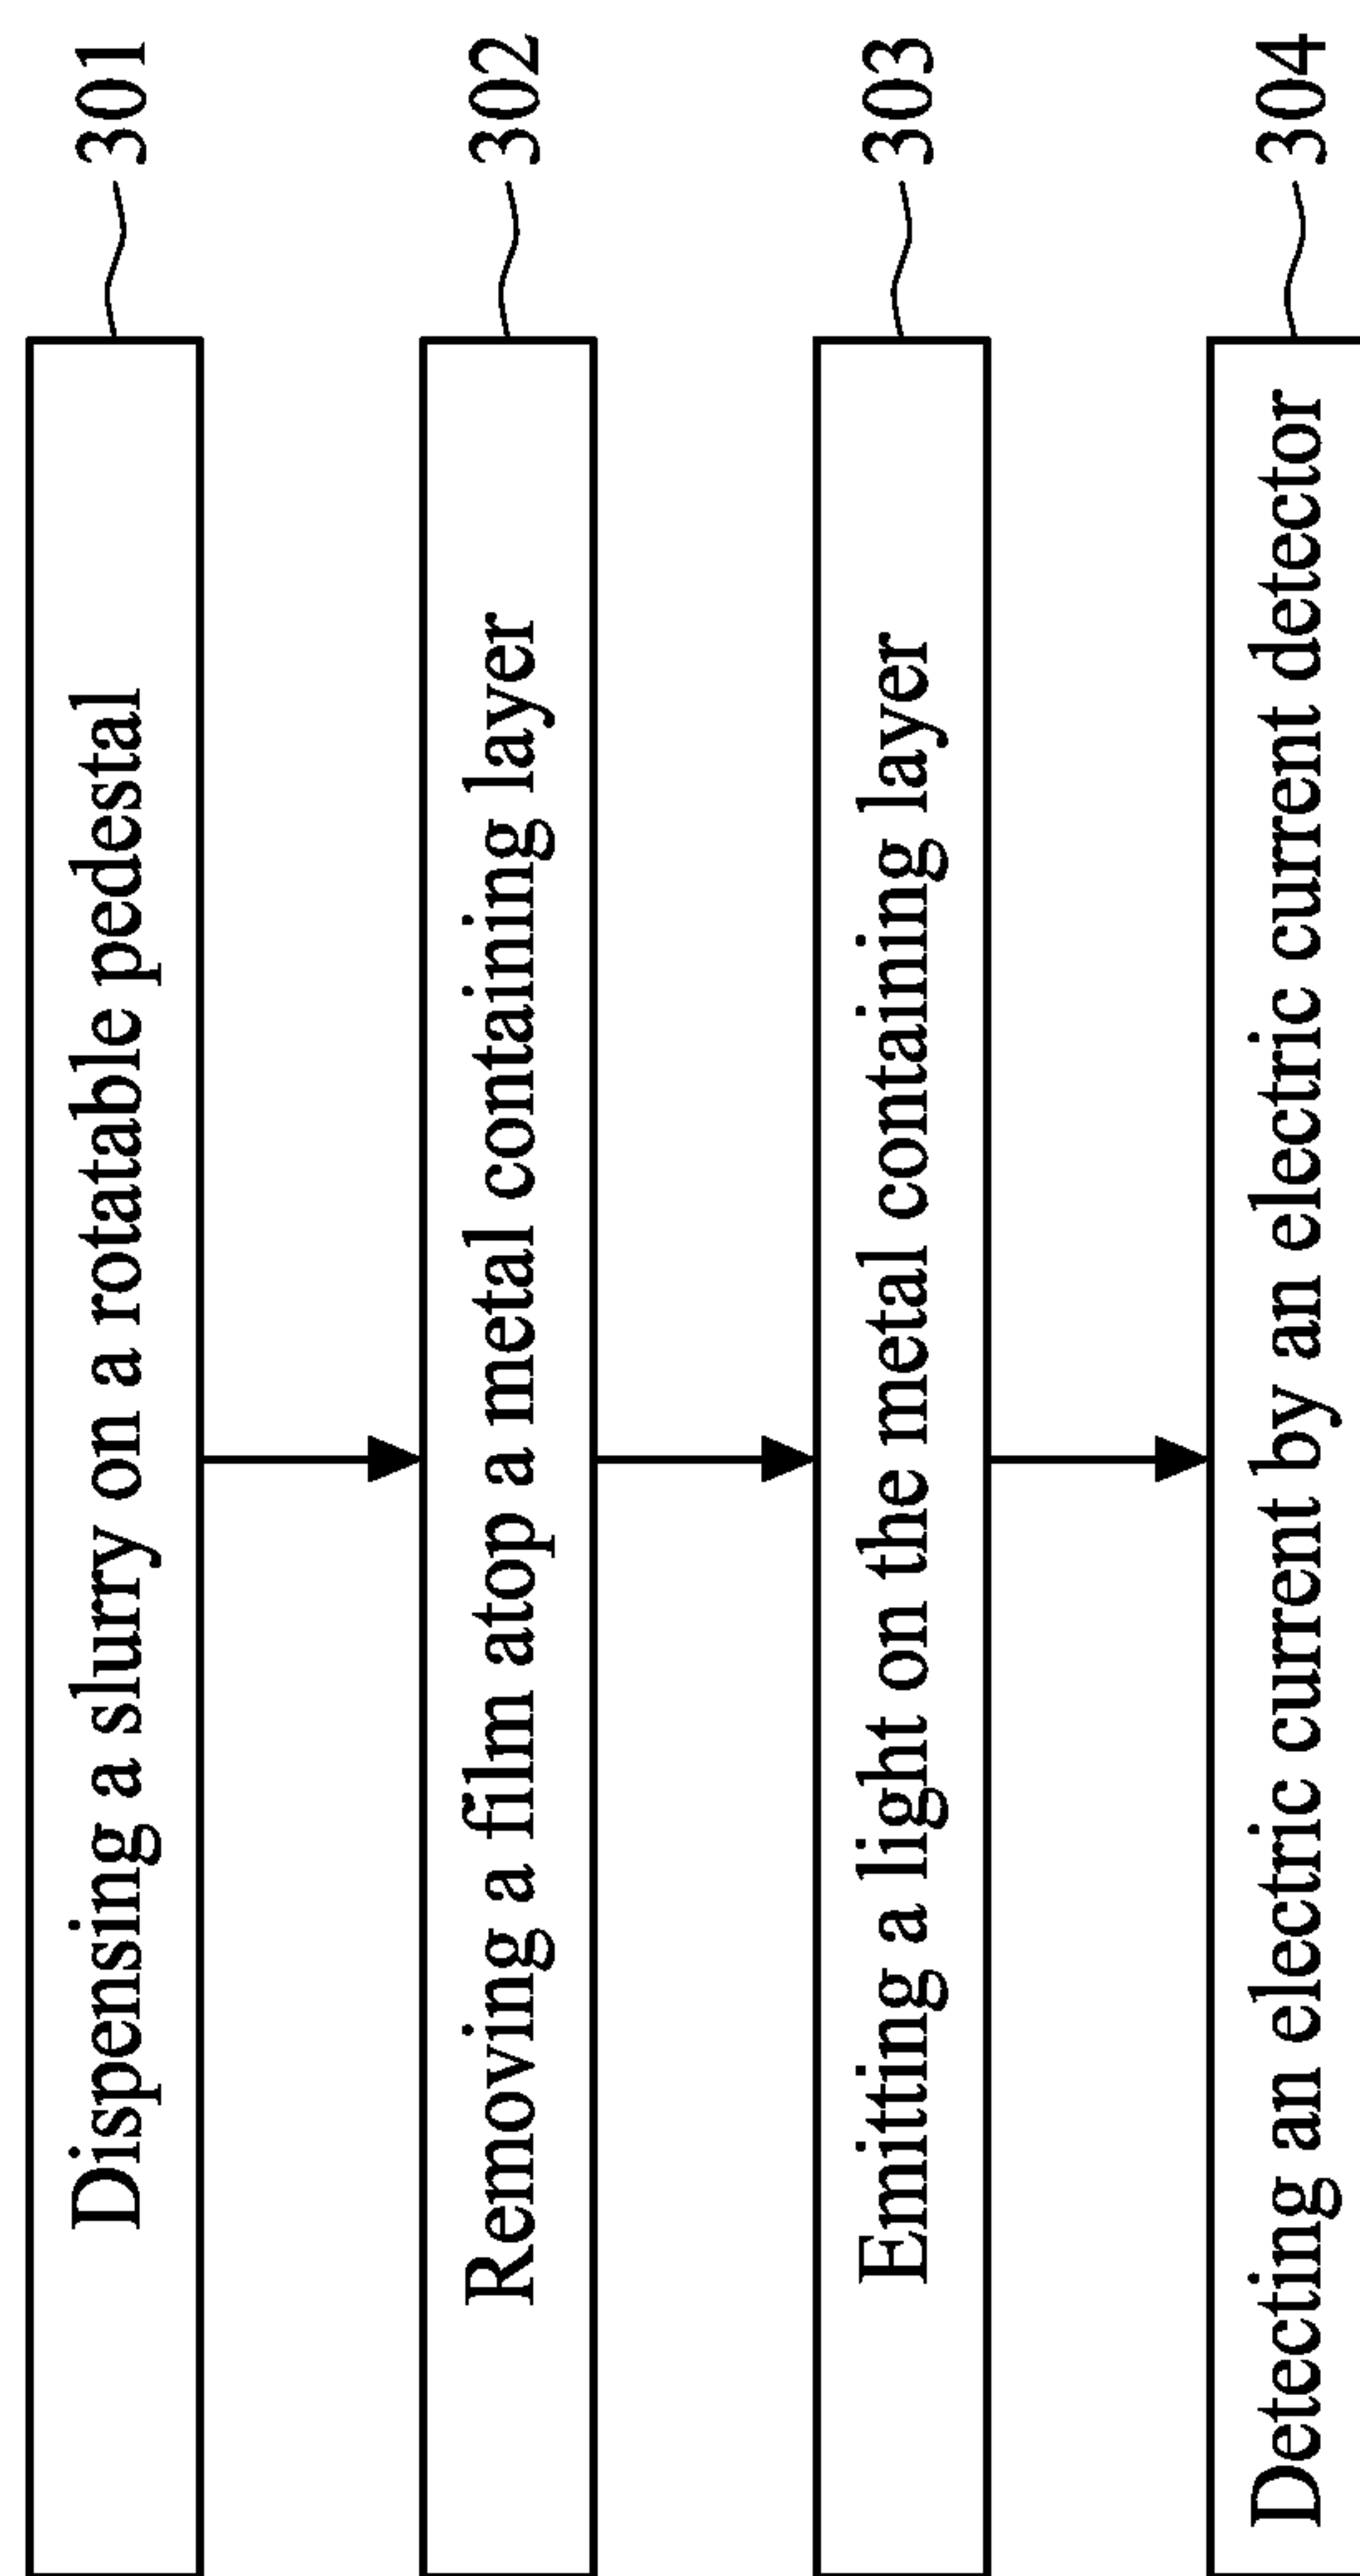 Dispensing a slurry on a rotatable pedestal 301
Removing a film atop a metal containing layer 302
Emitting a light on the metal containing layer 303
Detecting an electric current by an electric current detector 304